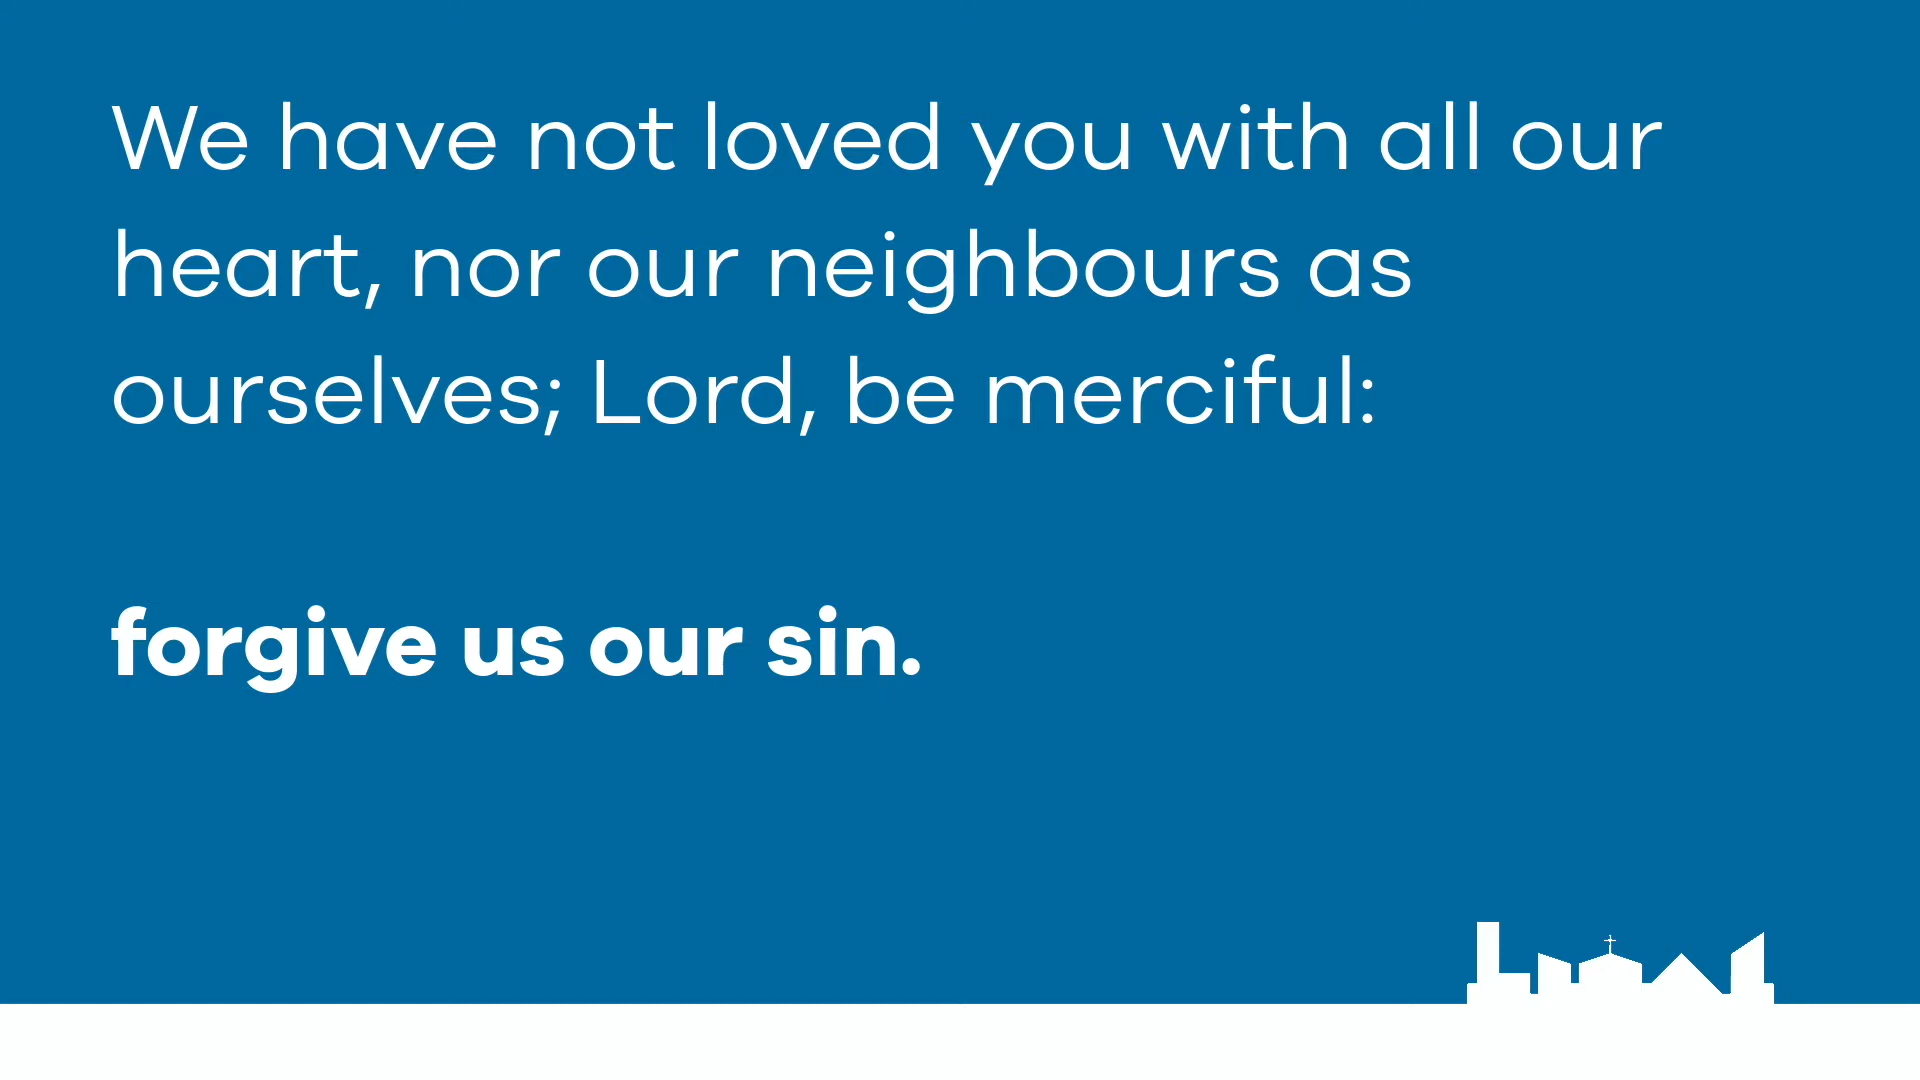 We have not loved you with all our
heart, nor our neighbours as
ourselves; Lord, be merciful:
forgive us our sin.